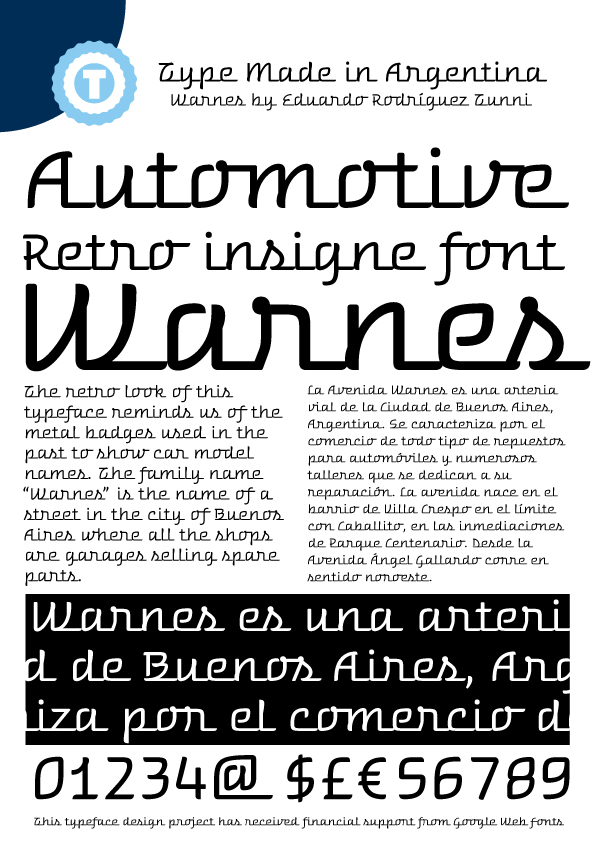 T
Type Made in Argentina
Warnes by Eduardo Rodríguez Tunni
Automotive
Retro insigne font
Warnes
The retro look of this
typeface reminds us of the
metal badges used in the
past to show car model
names. The family name
“Warnes” is the name of a
street in the city of Buenos
Aires where all the shops
are garages selling spare
parts.
La Avenida Warnes es una arteria
vial de la Ciudad de Buenos Aires,
Argentina. Se caracteriza por el
comercio de todo tipo de repuestos
para automóviles y numerosos
talleres que se dedican a su
reparación. La avenida nace en el
barrio de Villa Crespo en el límite
con Caballito, en las inmediaciones
de Parque Centenario. Desde la
Avenida Ángel Gallardo corre en
sentido noroeste.
Warnes es una arteri
d de Buenos Aires, Arg
iza por el comercio d
01234@ $£€56789
This typeface design project has received financial support from Google Web Fonts